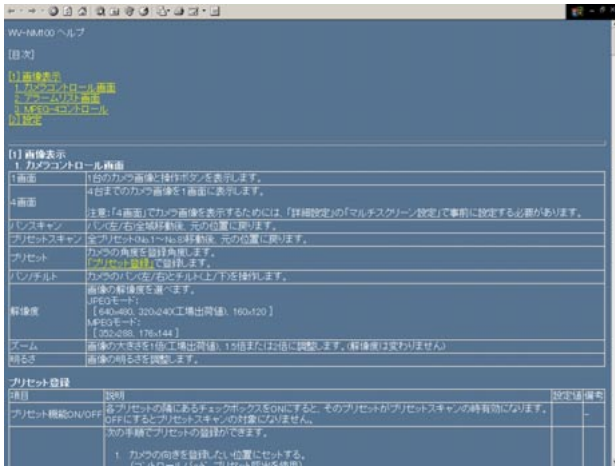 WV-NM100 ヘルプ
[目次]
[1] 画像表示
1. カメラコントロール画面
2. アラームリスト画面
3. MPEG-4コントロール
[2] 設定
[1] 画像表示
1. カメラコントロール画面
1画面 1台のカメラ画像と操作ボタンを表示します。
4画面 4台までのカメラ画像を1画面に表示します。
注意:「4画面」でカメラ画像を表示するためには、「詳細設定」の「マルチスクリーン設定」で事前に設定する必要があります。
パンスキャン パン(左/右)全域移動後、元の位置に戻ります。
プリセットスキャン 全プリセット(No.1～No.8)移動後、元の位置に戻ります。
プリセット カメラの角度を登録角度にします。
「プリセット登録」で登録します。
パン/チルト カメラのパン(左/右)とチルト(上/下)を操作します。
解像度 画像の解像度を選べます。
JPEGモード:
[ 640x480, 320x240(工場出荷値), 160x120 ]
MPEGモード:
[ 352x288, 176x144 ]
ズーム 画像の大きさを1倍(工場出荷値)、1.5倍または2倍に調整します。(解像度は変わりません)
明るさ 画像の明るさを調整します。
プリセット登録
項目 説明 設定値 備考
プリセット機能ON/OFF 各プリセットの隣にあるチェックボックスをONにすると、そのプリセットがプリセットスキャンの時有効になります。 -
OFFにするとプリセットスキャンの対象になりません。
次の手順でプリセットの登録ができます。
1. カメラの向きを登録したい位置にセットする。